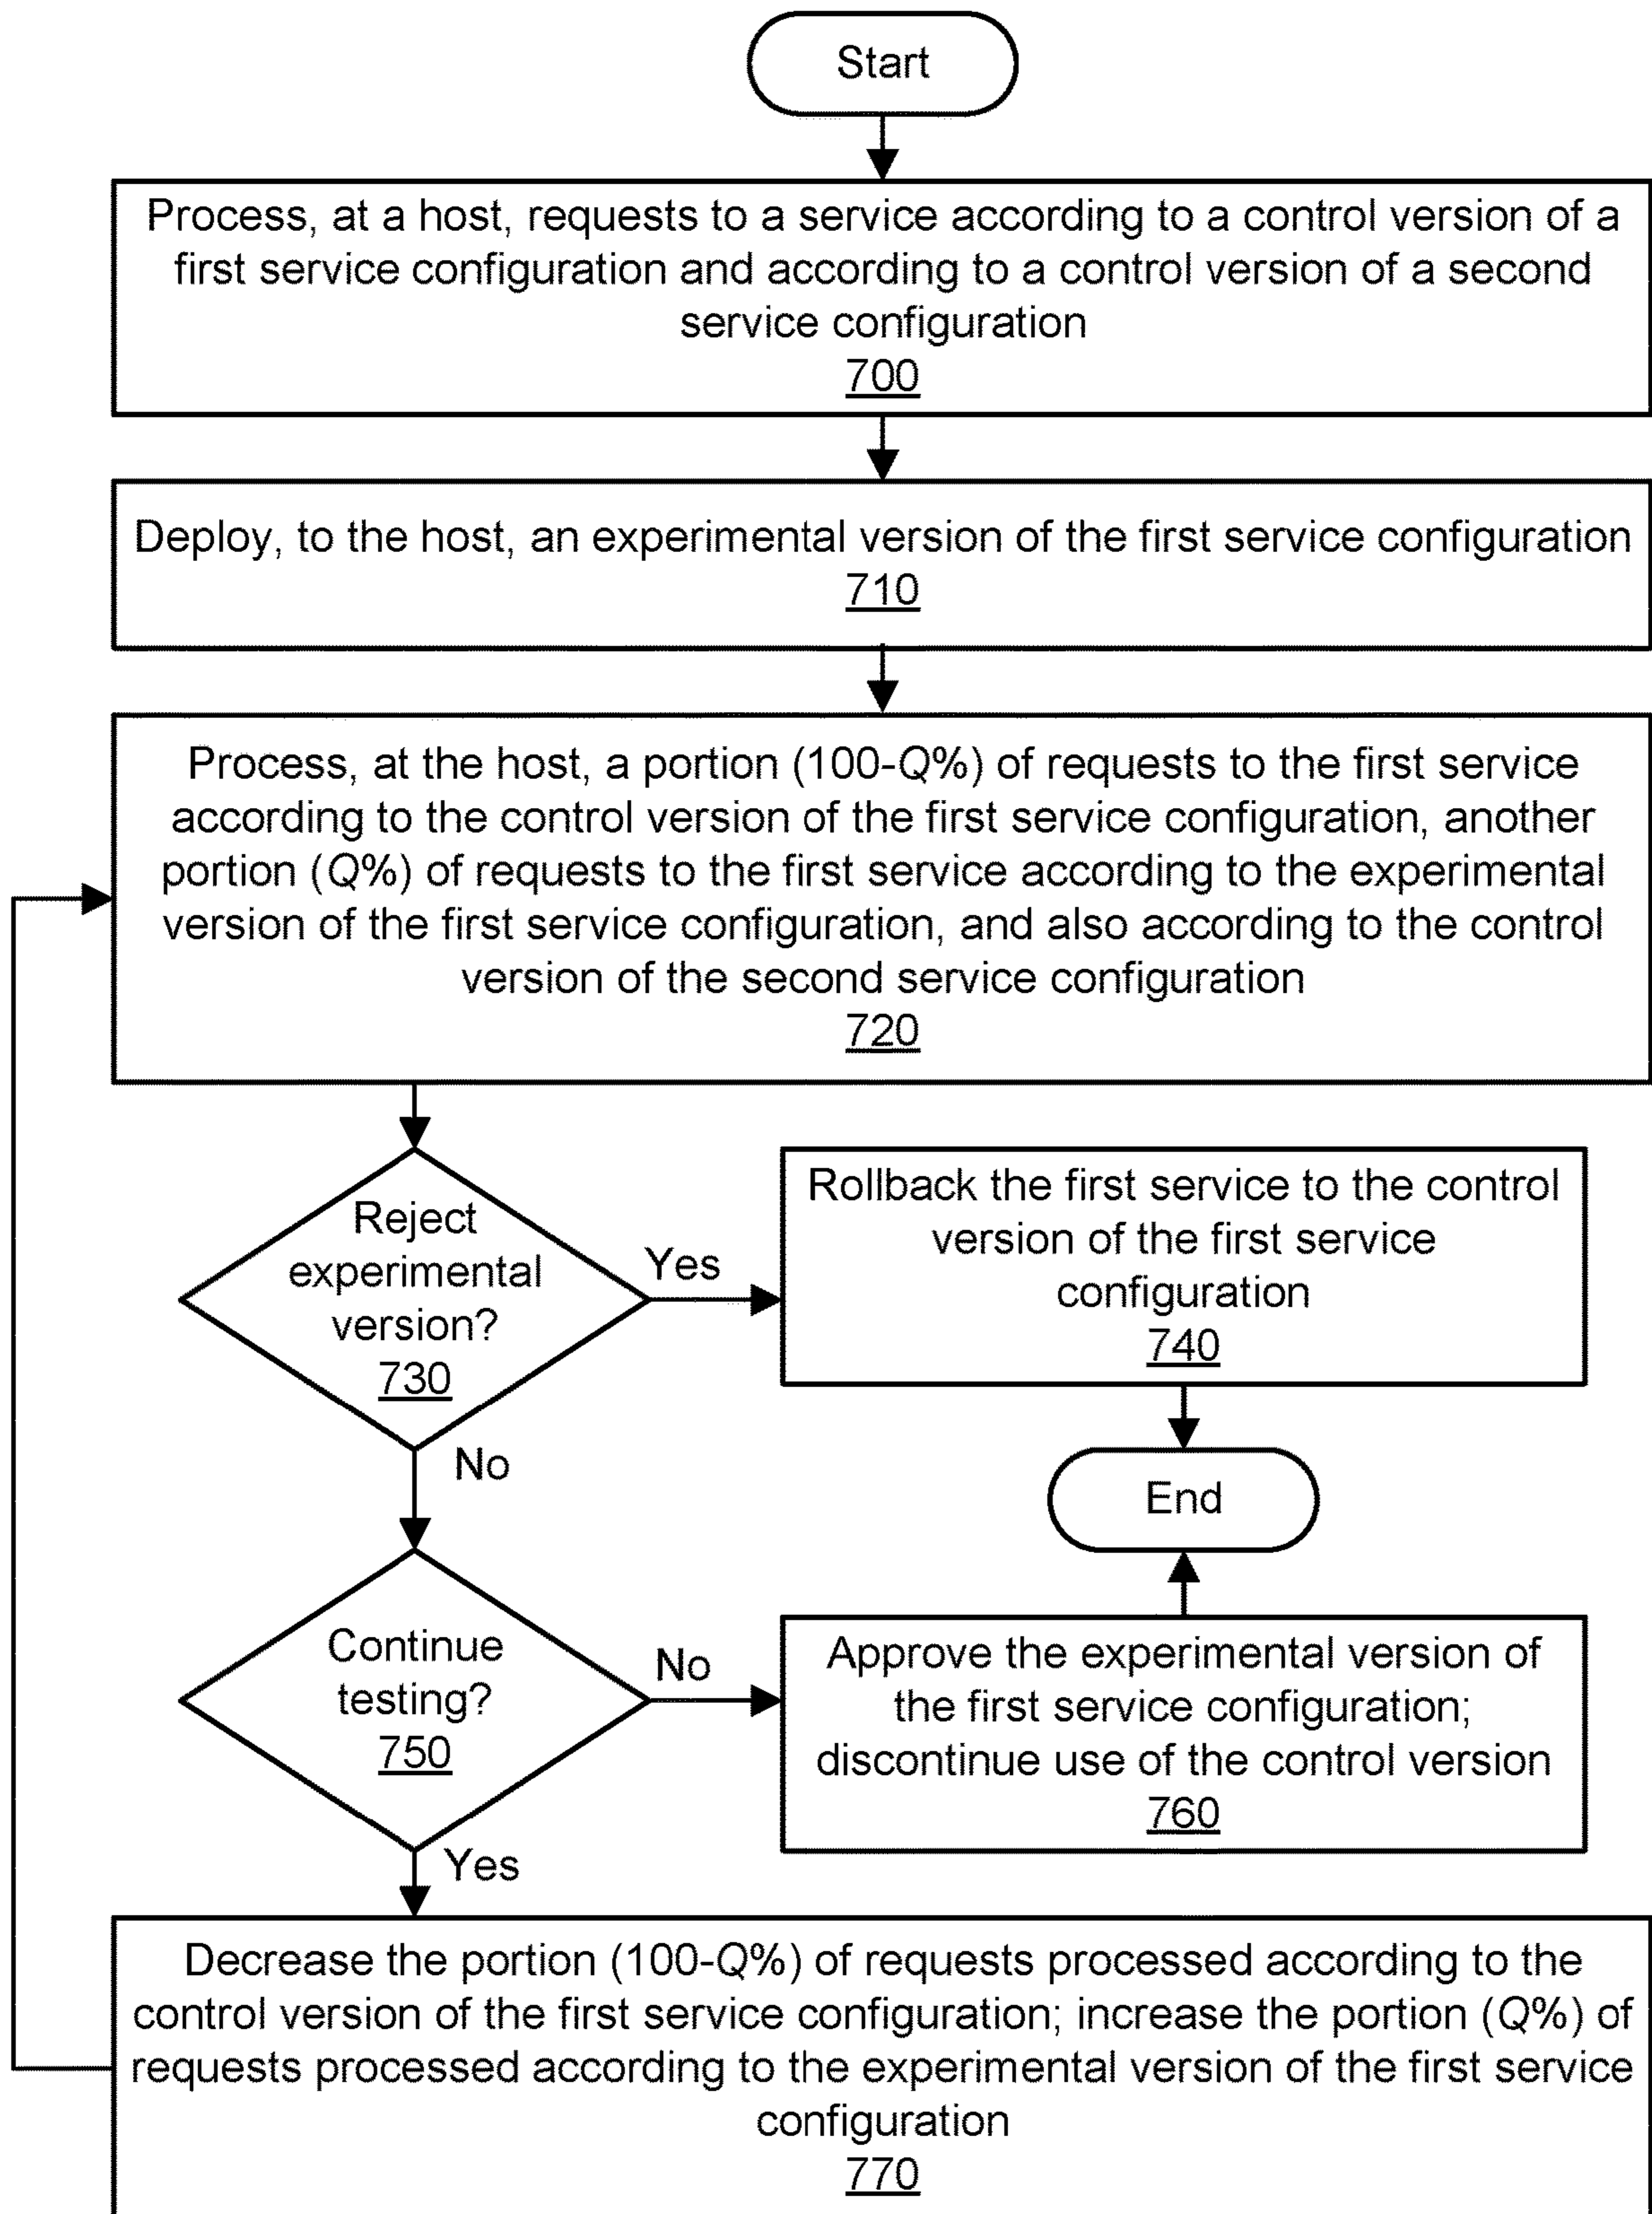 Start
Process, at a host, requests to a service according to a control version of a
first service configuration and according to a control version of a second
service configuration
700
Deploy, to the host, an experimental version of the first service configuration
710
Process, at the host, a portion (100-Q%) of requests to the first service
according to the control version of the first service configuration, another
portion (Q%) of requests to the first service according to the experimental
version of the first service configuration, and also according to the control
version of the second service configuration
720
Reject
experimental
version?
730
Yes
Rollback the first service to the control
version of the first service
configuration
740
No
End
Continue
testing?
750
No
Approve the experimental version of
the first service configuration;
discontinue use of the control version
760
Yes
Decrease the portion (100-Q%) of requests processed according to the
control version of the first service configuration; increase the portion (Q%) of
requests processed according to the experimental version of the first service
configuration
770